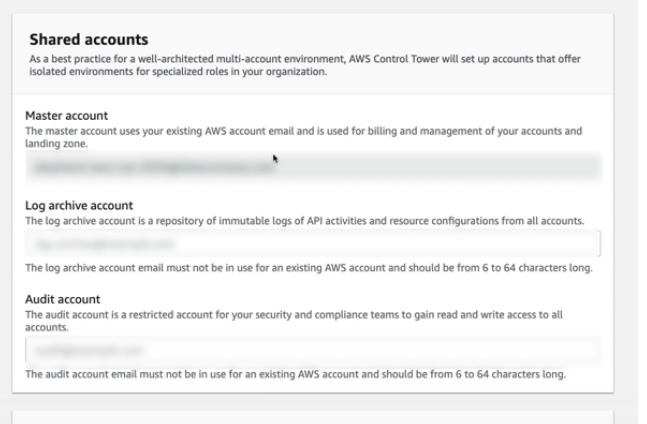 Shared accounts
As a best practice for a well-architected multi-account environment, AWS Control Tower will set up accounts that offer
isolated environments for specialized roles in your organization.
Master account
The master account uses your existing AWS account email and is used for billing and management of your accounts and
landing zone.
Log archive account
The log archive account is a repository of immutable logs of API activities and resource configurations from all accounts.
The log archive account email must not be in use for an existing AWS account and should be from 6 to 64 characters long.
Audit account
The audit account is a restricted account for your security and compliance teams to gain read and write access to all
accounts.
The audit account email must not be in use for an existing AWS account and should be from 6 to 64 characters long.